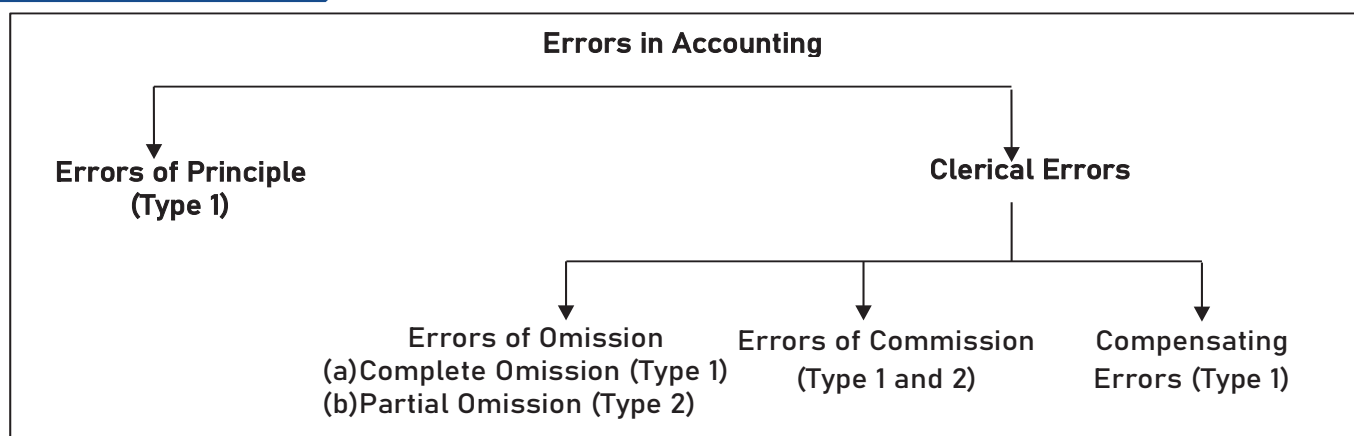 Errors in Accounting
Errors of Principle
(Type 1)
Clerical Errors
Errors of Omission
(a)Complete Omission (Type 1)
(b)Partial Omission (Type 2)
Errors of Commission
(Type 1 and 2)
Compensating
Errors (Type 1)